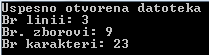 Uspesno otvorena datoteka
Br linii: 3
Br. zborovi: 9
Br karakteri: 23